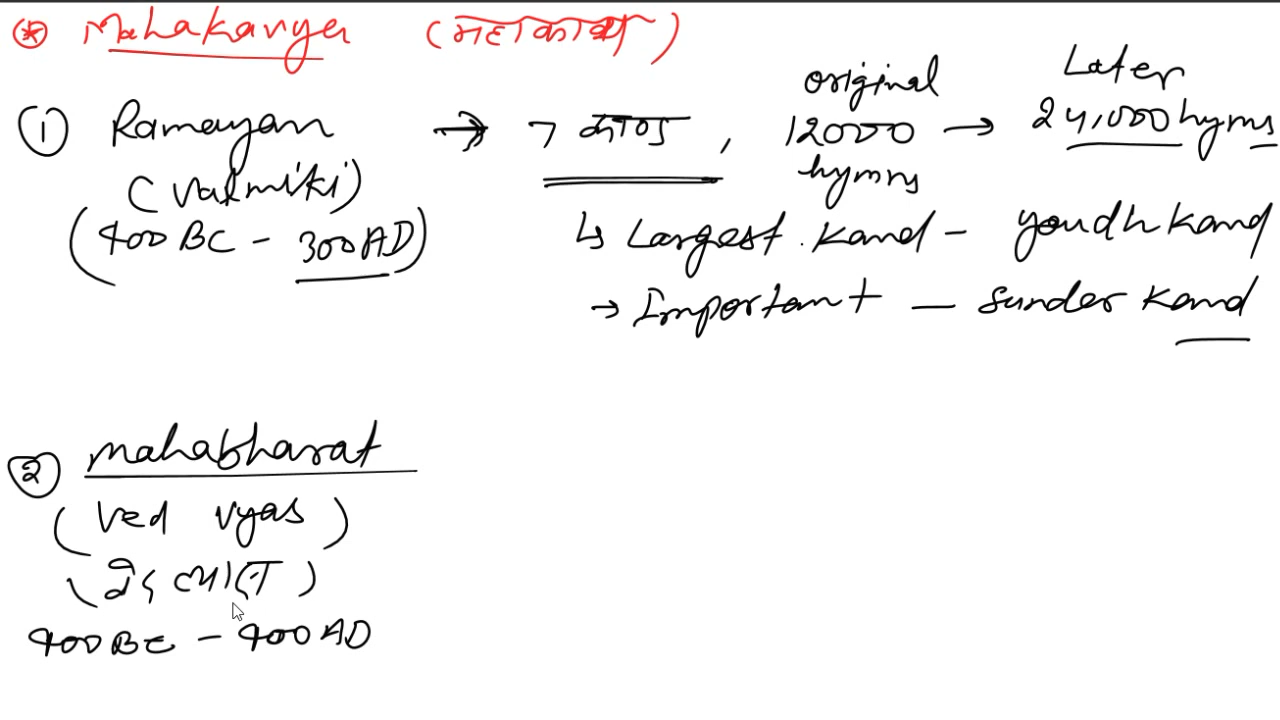 * Mahakavya (महाकाव्य)
① Ramayan → 7 काण्ड, original 12000 hymns → Later 24,000 hyms
(Valmiki)
(400 BC - 300 AD)
↳ Largest. Kand - youdh Kand
→ Important - Sunder Kand
② mahabharat
(Ved vyas)
(वेद व्यास)
400 BC - 400 AD